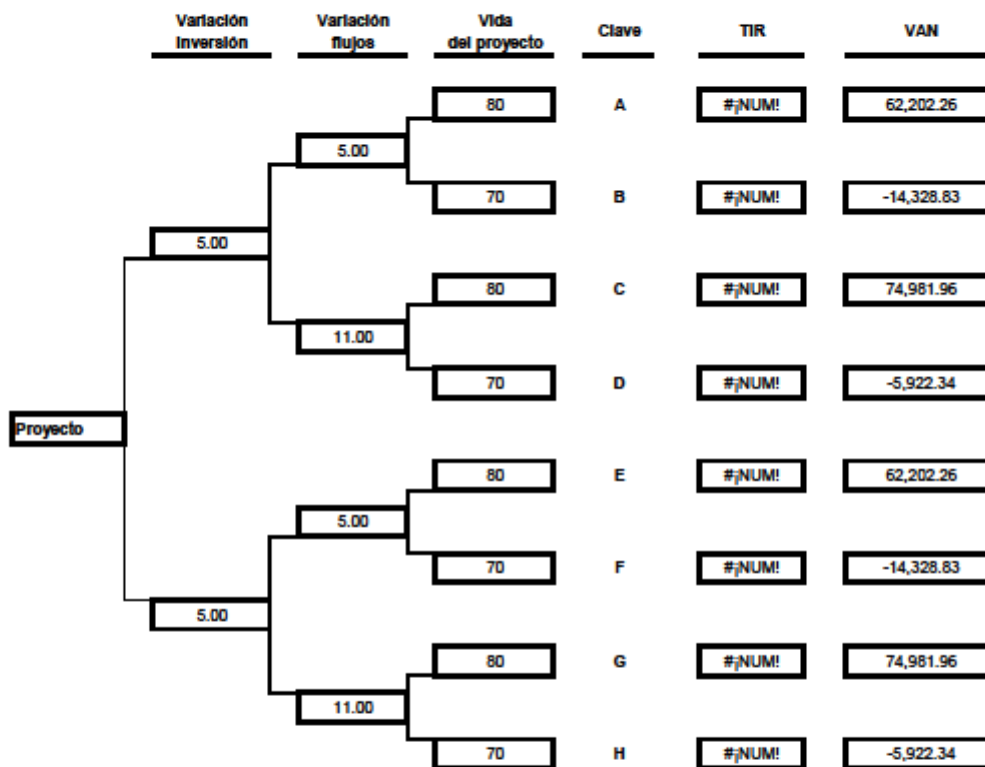 Variación Variación Vida
Inversión flujos del proyecto Clave TIR VAN
80 A #¡NUM! 62,202.26
5.00
70 B #¡NUM! -14,328.83
5.00
80 C #¡NUM! 74,981.96
11.00
70 D #¡NUM! -5,922.34
Proyecto
80 E #¡NUM! 62,202.26
5.00
70 F #¡NUM! -14,328.83
5.00
80 G #¡NUM! 74,981.96
11.00
70 H #¡NUM! -5,922.34